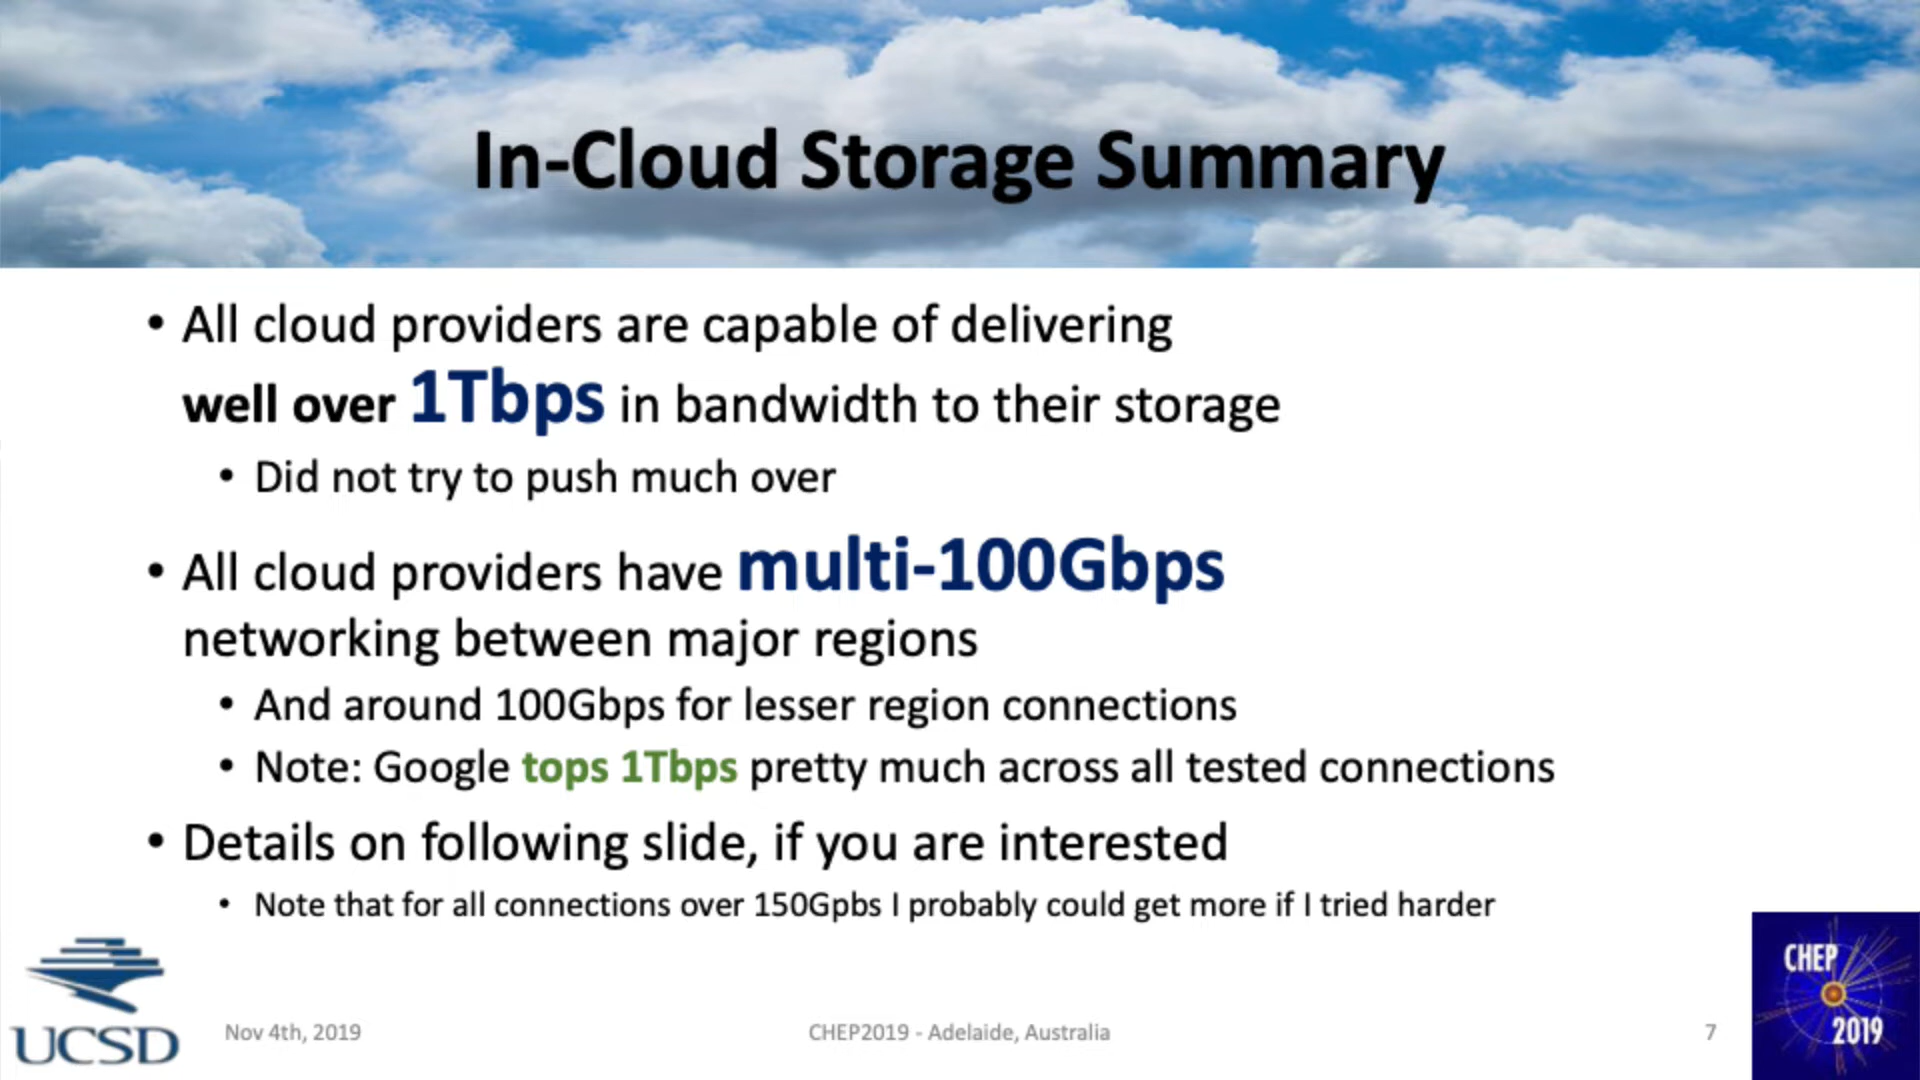 In-Cloud Storage Summary
• All cloud providers are capable of delivering
well over 1Tbps in bandwidth to their storage
• Did not try to push much over
• All cloud providers have multi-100Gbps
networking between major regions
• And around 100Gbps for lesser region connections
• Note: Google tops 1Tbps pretty much across all tested connections
• Details on following slide, if you are interested
• Note that for all connections over 150Gpbs I probably could get more if I tried harder
UCSD
Nov 4th, 2019
CHEP2019 - Adelaide, Australia
7
CHEP
2019